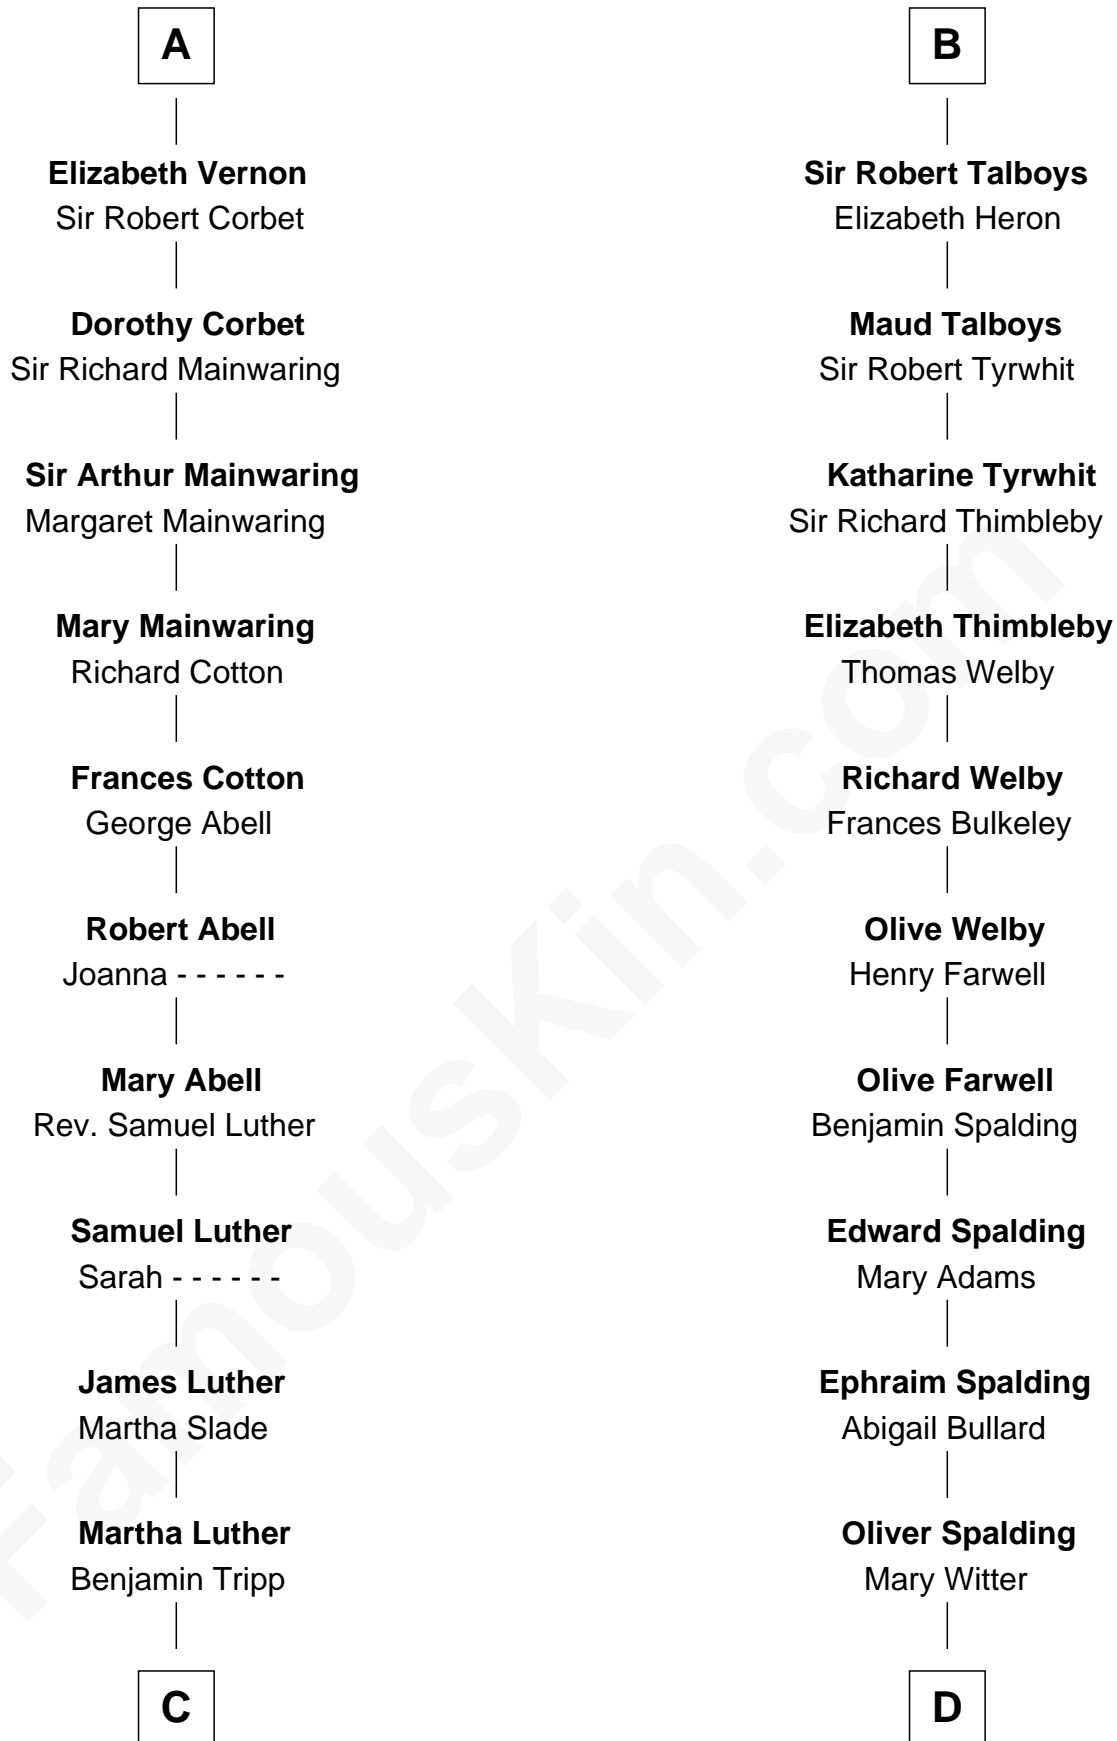 A
Elizabeth Vernon
Sir Robert Corbet
Dorothy Corbet
Sir Richard Mainwaring
Sir Arthur Mainwaring
Margaret Mainwaring
Mary Mainwaring
Richard Cotton
Frances Cotton
George Abell
Robert Abell
Joanna - - - - - -
Mary Abell
Rev. Samuel Luther
Samuel Luther
Sarah - - - - - -
James Luther
Martha Slade
Martha Luther
Benjamin Tripp
C
B
Sir Robert Talboys
Elizabeth Heron
Maud Talboys
Sir Robert Tyrwhit
Katharine Tyrwhit
Sir Richard Thimbleby
Elizabeth Thimbleby
Thomas Welby
Richard Welby
Frances Bulkeley
Olive Welby
Henry Farwell
Olive Farwell
Benjamin Spalding
Edward Spalding
Mary Adams
Ephraim Spalding
Abigail Bullard
Oliver Spalding
Mary Witter
D
FamousKin.com